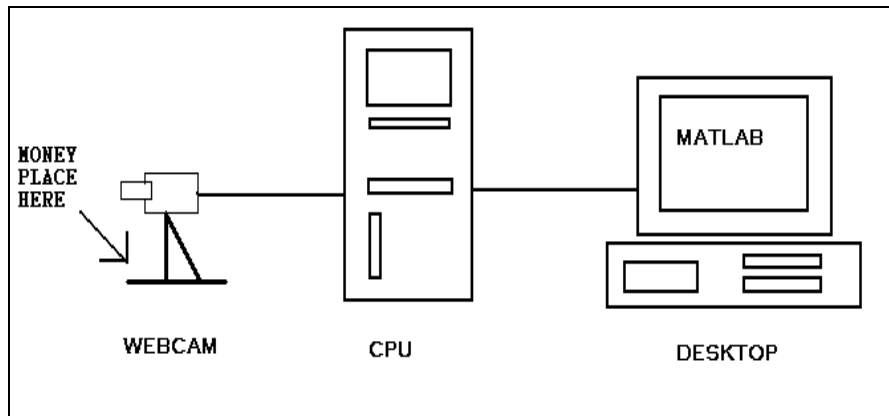 MONEY
PLACE
HERE
MATLAB
WEBCAM
CPU
DESKTOP